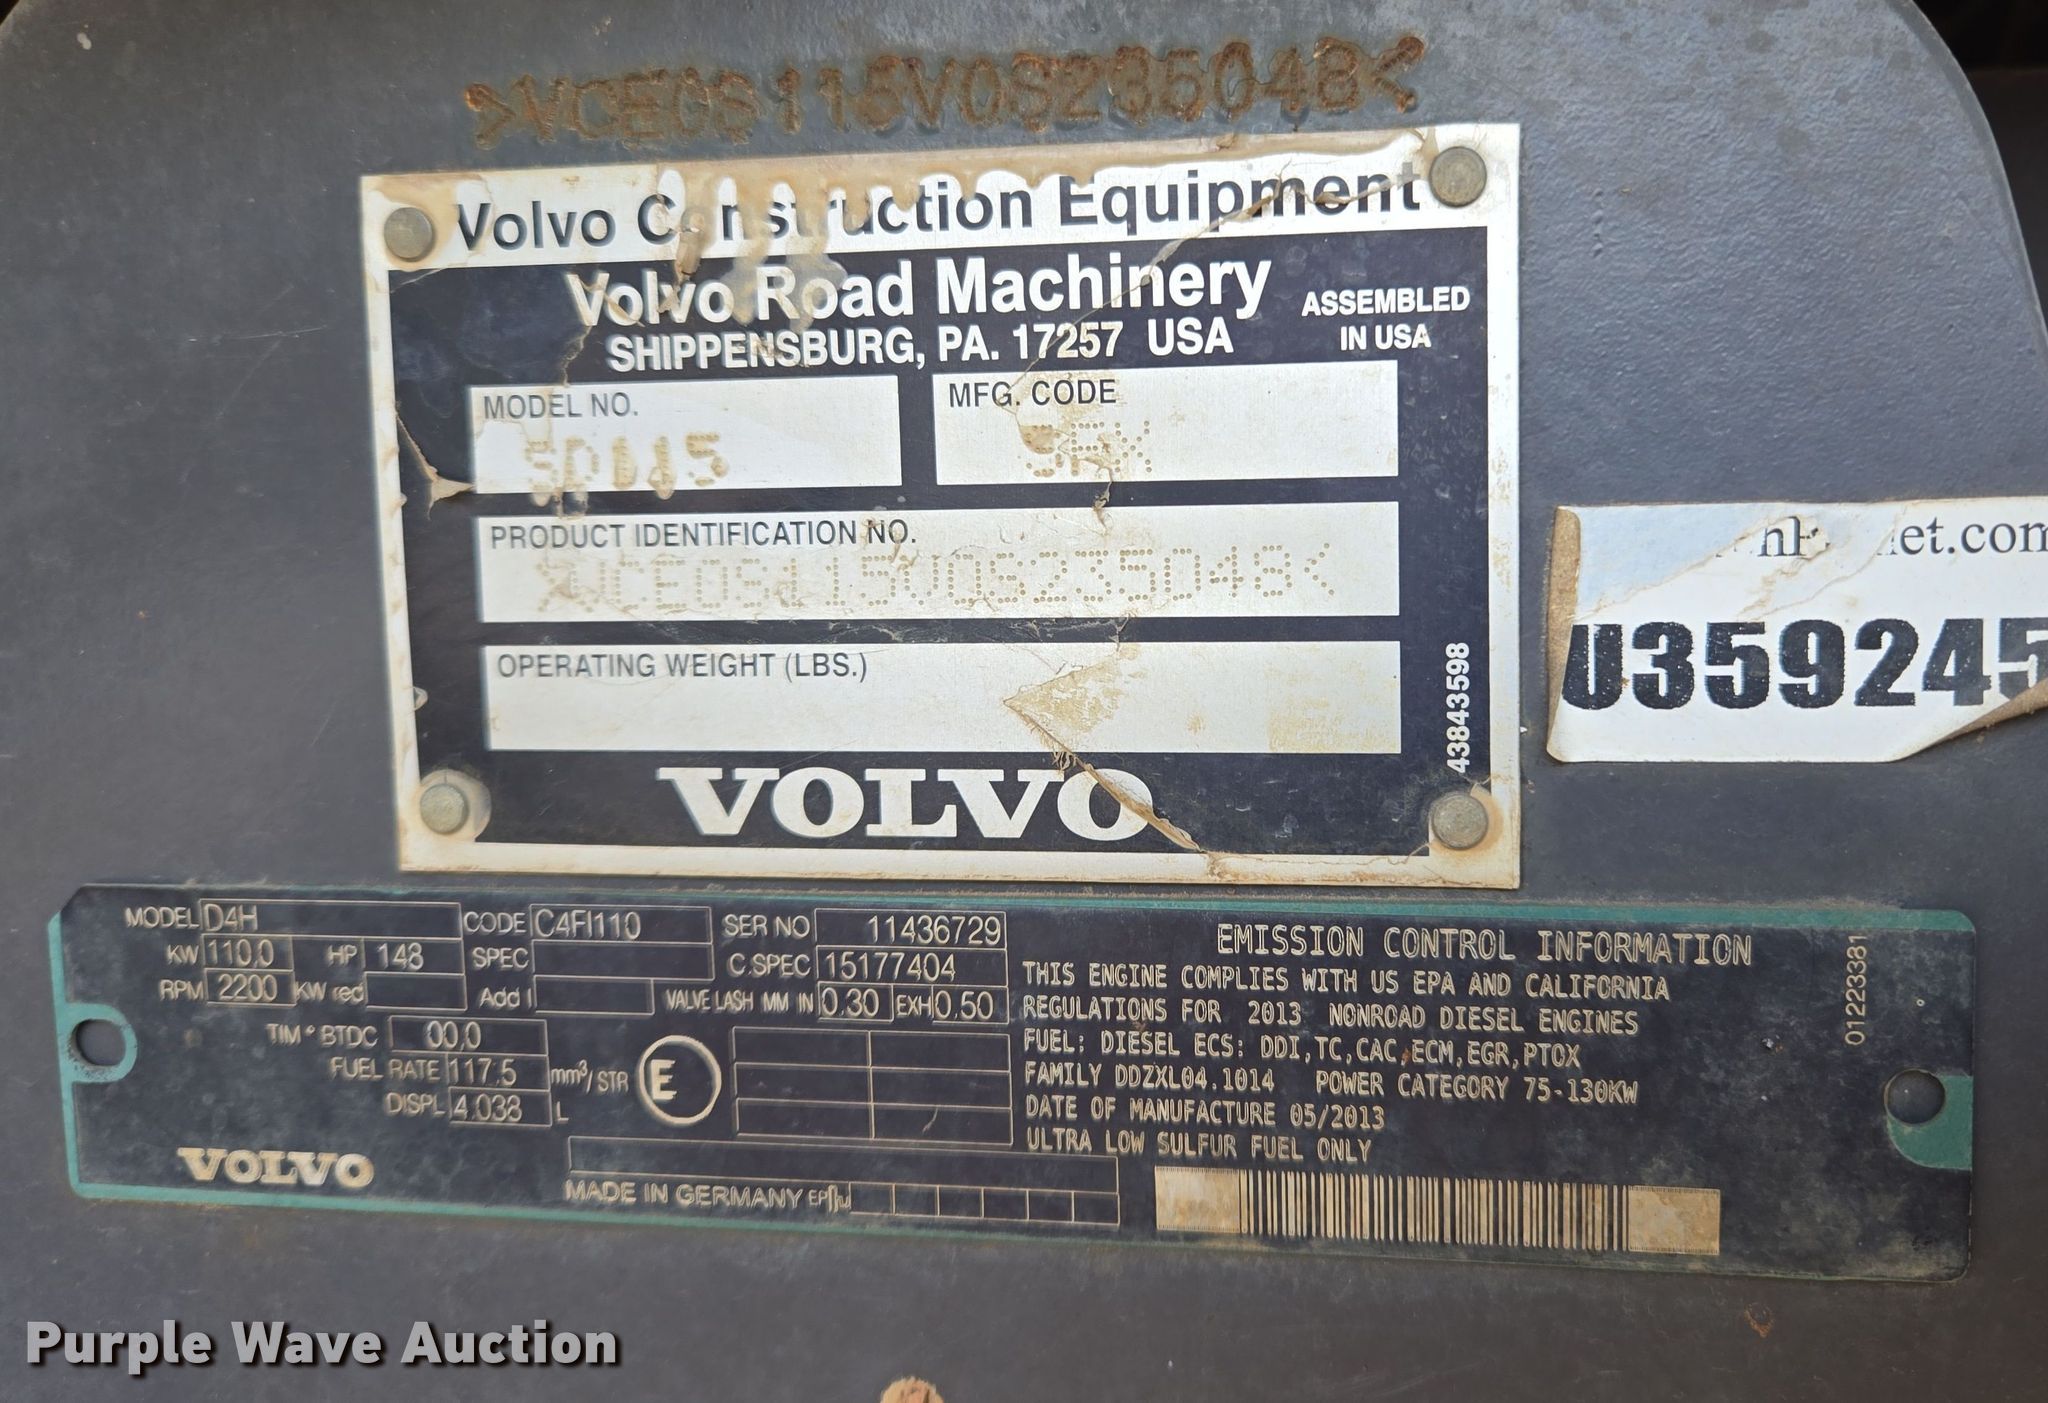 >VCE0S115V0S235048<
Volvo Construction Equipment
Volvo Road Machinery
SHIPPENSBURG, PA. 17257 USA
ASSEMBLED
IN USA
MODEL NO.
MFG. CODE
PRODUCT IDENTIFICATION NO.
VCE0S115V0S235048<
OPERATING WEIGHT (LBS.)
43843598
VOLVO
et.com
U359245
MODEL D4H CODE C4FI110 SER NO 11436729
KW 110,0 HP 148 SPEC C.SPEC 15177404
RPM 2200 KW red Add I VALVE LASH MM IN 0.30 EXH 0.50
TIM ° BTDC 00,0
FUEL RATE 117.5 mm³/STR
DISPL 4.038 L
E
VOLVO
MADE IN GERMANY
EMISSION CONTROL INFORMATION
THIS ENGINE COMPLIES WITH US EPA AND CALIFORNIA
REGULATIONS FOR 2013 NONROAD DIESEL ENGINES
FUEL: DIESEL ECS: DDI,TC,CAC,ECM,EGR,PTOX
FAMILY DDZXL04.1014 POWER CATEGORY 75-130KW
DATE OF MANUFACTURE 05/2013
ULTRA LOW SULFUR FUEL ONLY
01223381
Purple Wave Auction